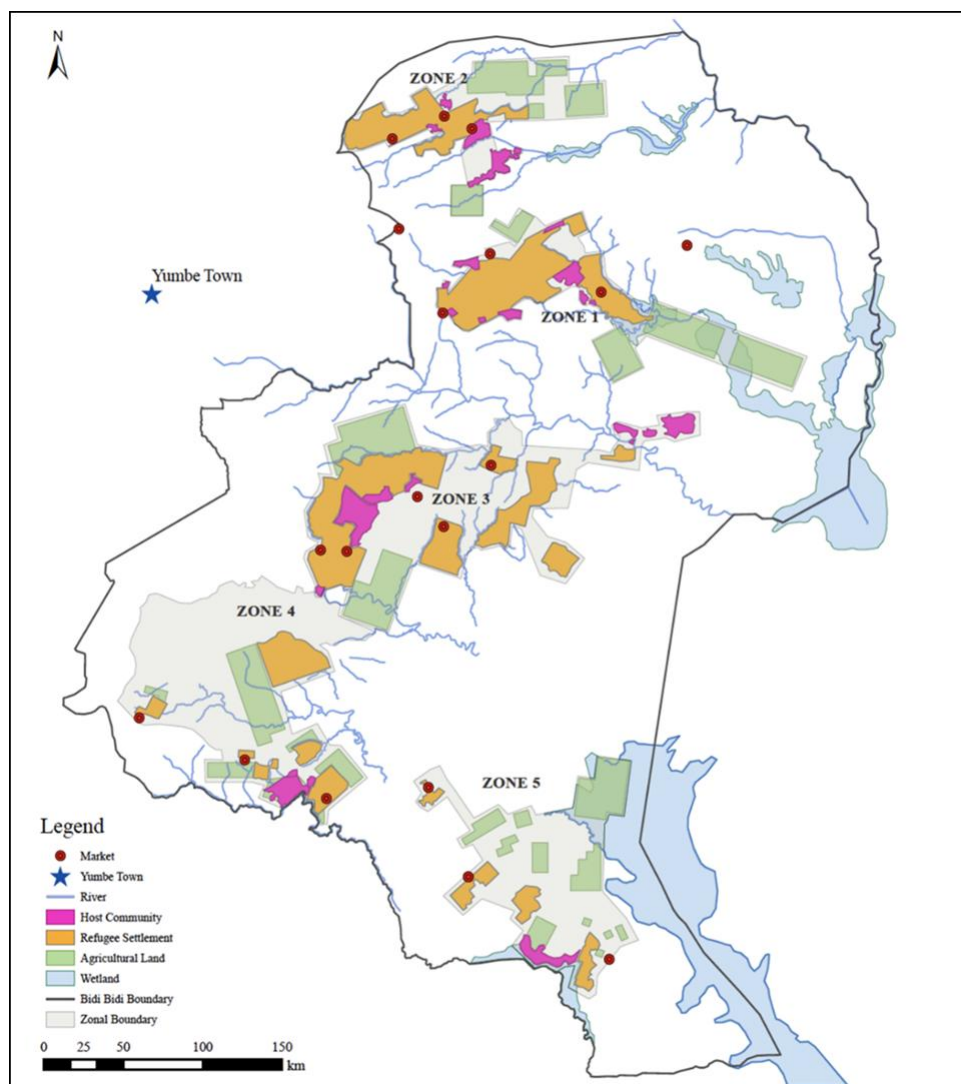 N
ZONE 2
Yumbe Town
ZONE 1
ZONE 3
ZONE 4
ZONE 5
Legend
Market
Yumbe Town
River
Host Community
Refugee Settlement
Agricultural Land
Wetland
Bidi Bidi Boundary
Zonal Boundary
0 25 50 100 150
km